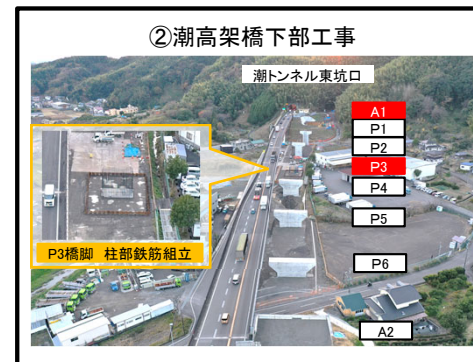 ②潮高架橋下部工事
潮トンネル東坑口
A1
P1
P2
P3
P4
P5
P6
A2
P3橋脚 柱部鉄筋組立